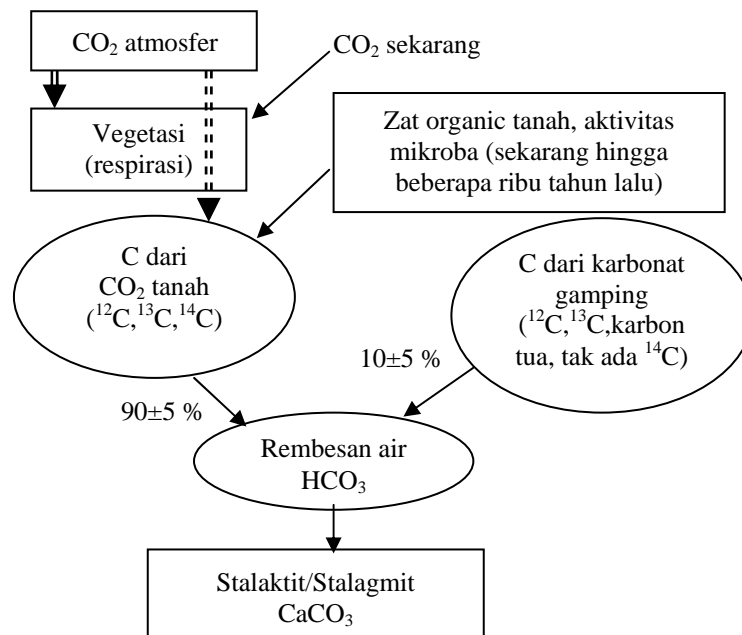 CO₂ atmosfer
CO₂ sekarang
Vegetasi
(respirasi)
Zat organic tanah, aktivitas
mikroba (sekarang hingga
beberapa ribu tahun lalu)
C dari
CO₂ tanah
(¹²C,¹³C,¹⁴C)
C dari karbonat
gamping
(¹²C,¹³C,karbon
tua, tak ada ¹⁴C)
90±5 %
10±5 %
Rembesan air
HCO₃
Stalaktit/Stalagmit
CaCO₃